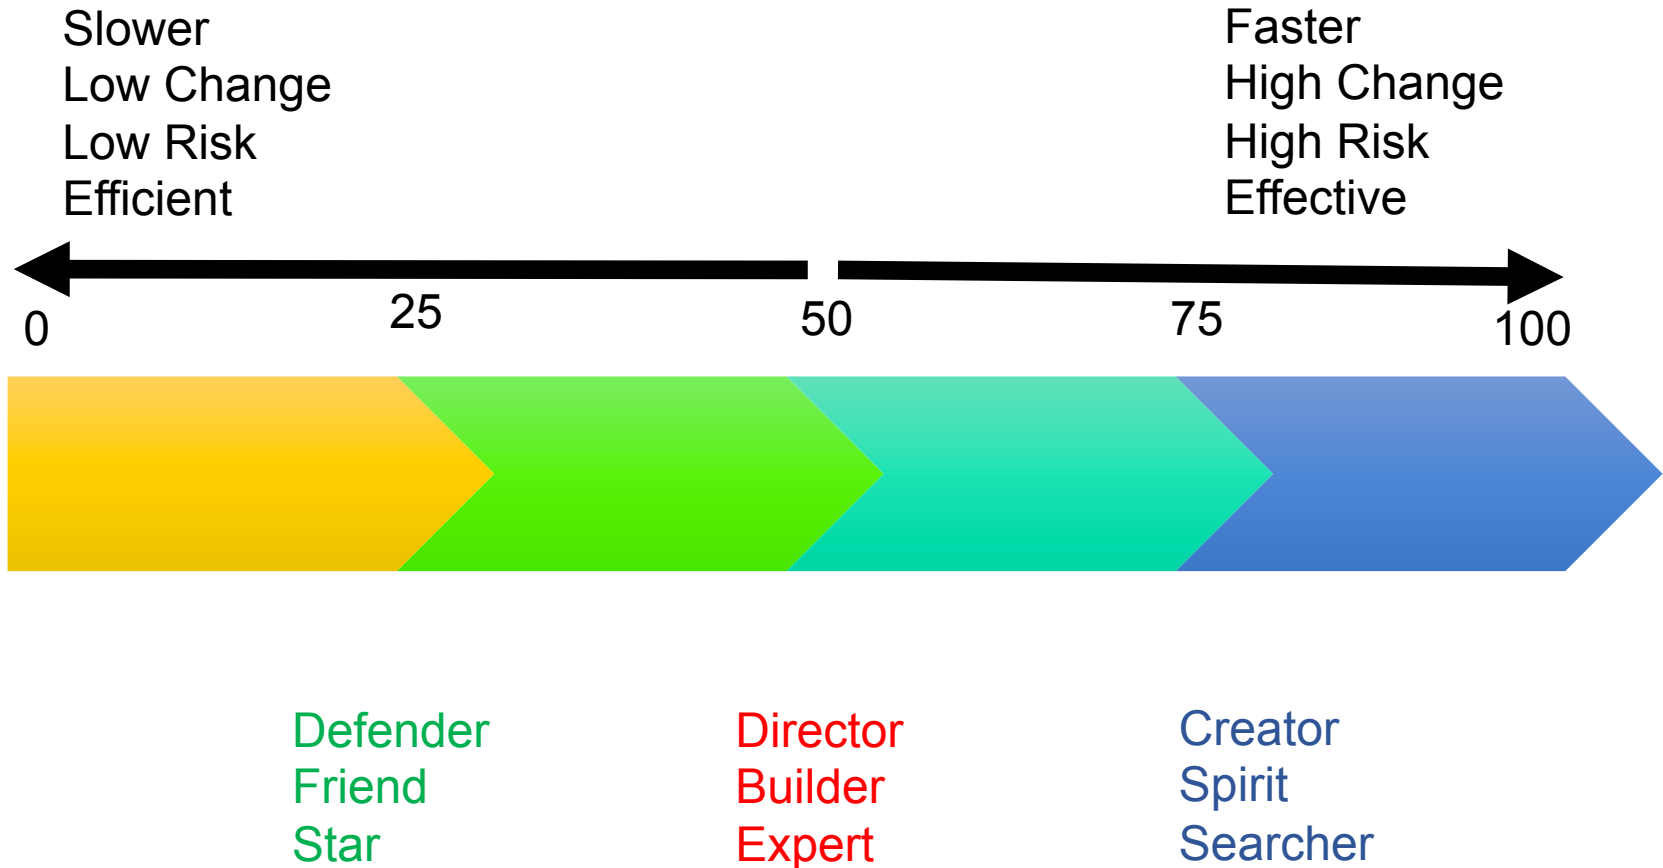 Slower
Low Change
Low Risk
Efficient
Faster
High Change
High Risk
Effective
0
25
50
75
100
Defender
Friend
Star
Director
Builder
Expert
Creator
Spirit
Searcher